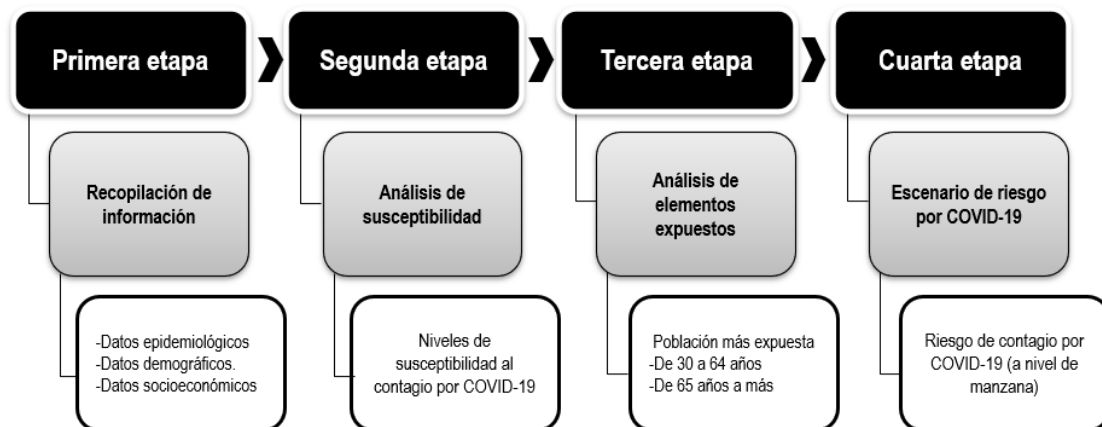 Primera etapa
Segunda etapa
Tercera etapa
Cuarta etapa
Recopilación de
información
Análisis de
susceptibilidad
Análisis de
elementos
expuestos
Escenario de riesgo
por COVID-19
-Datos epidemiológicos
-Datos demográficos.
-Datos socioeconómicos
Niveles de
susceptibilidad al
contagio por COVID-19
Población más expuesta
-De 30 a 64 años
-De 65 años a más
Riesgo de contagio por
COVID-19 (a nivel de
manzana)